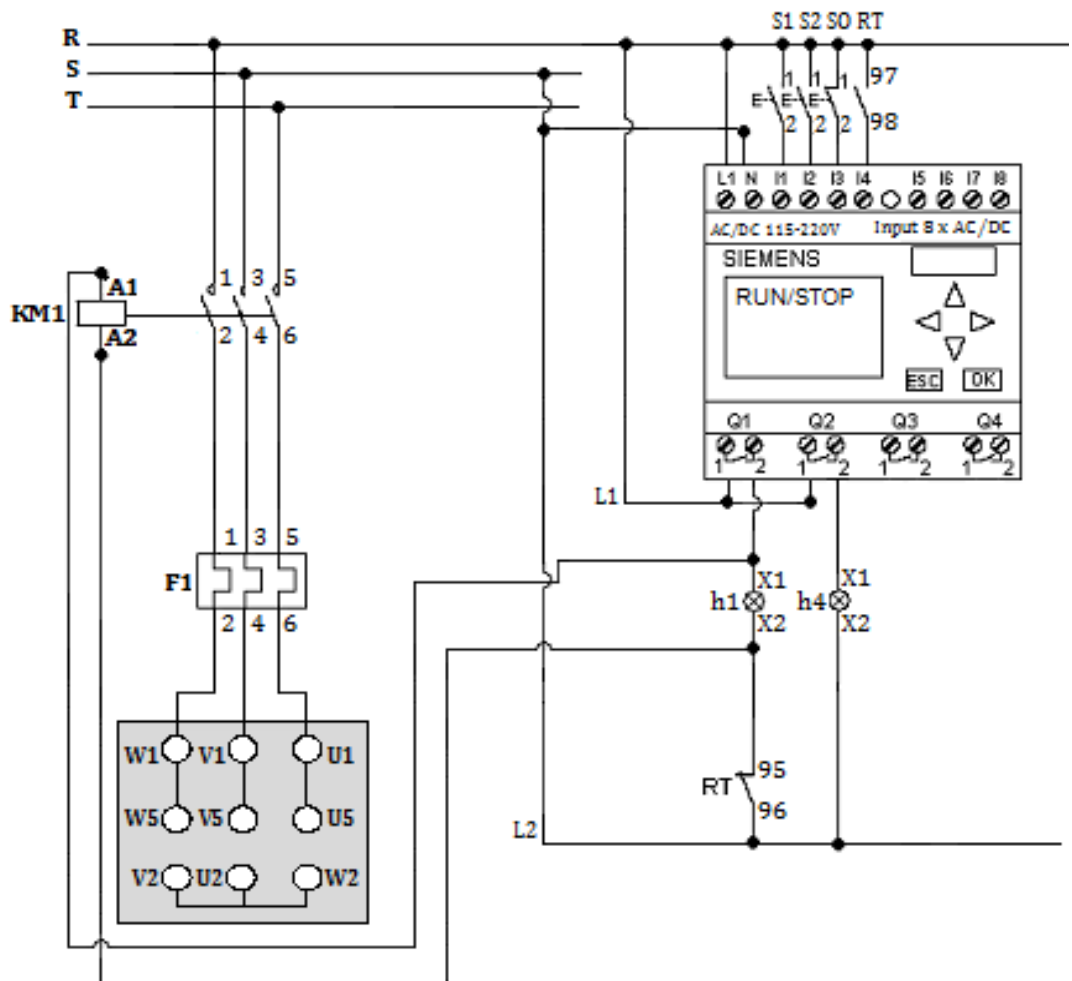 S1 S2 SO RT
R
S
T
1 1 1 97
E E E
2 2 2 98
L1 N I1 I2 I3 I4 I5 I6 I7 I8
AC/DC 115-220V Input 8 x AC/DC
SIEMENS
RUN/STOP
ESC OK
Q1 Q2 Q3 Q4
1 2 1 2 1 2 1 2
A1 1 3 5
KM1
A2 2 4 6
L1
1 3 5
F1
2 4 6
X1 X1
h1 h4
X2 X2
W1 V1 U1
W5 V5 U5
V2 U2 W2
95
RT
96
L2